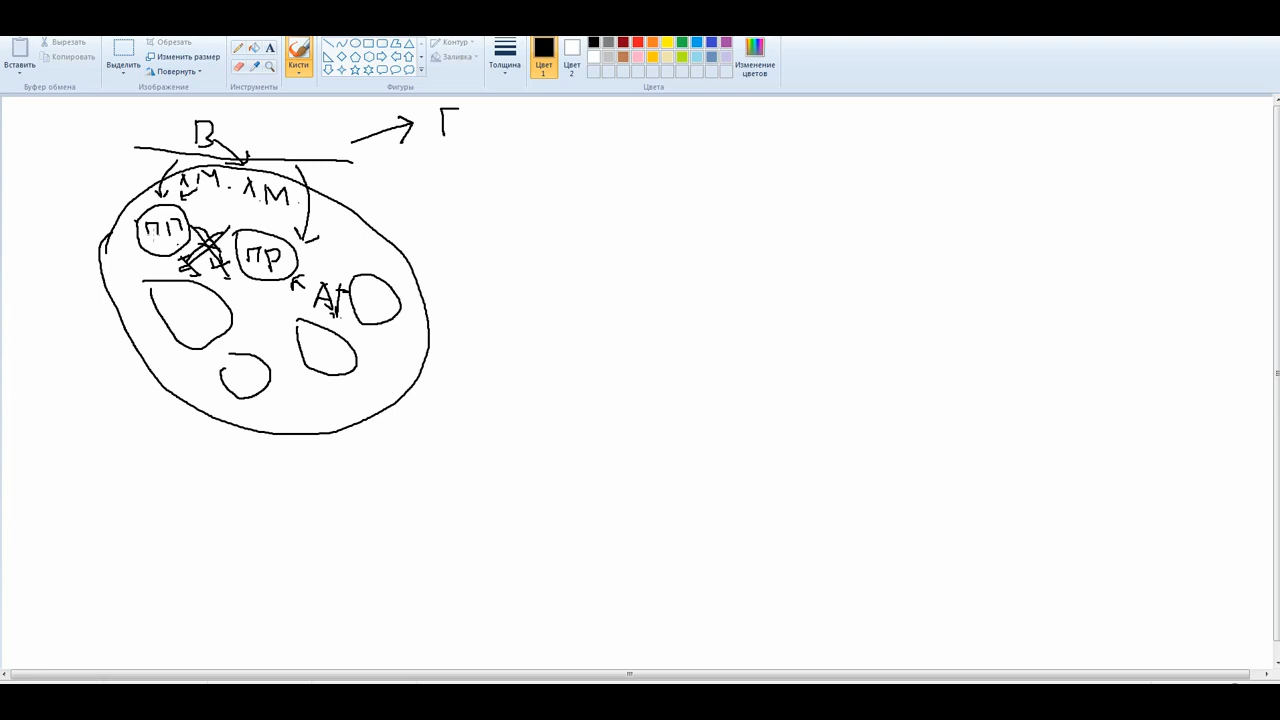 Вырезать
Копировать
Вставить
Буфер обмена
Обрезать
Изменить размер
Повернуть
Выделить
Изображение
Инструменты
Кисти
Контур
Заливка
Фигуры
Толщина
Цвет 1
Цвет 2
Изменение цветов
Цвета
В
Г
ПП
ПР